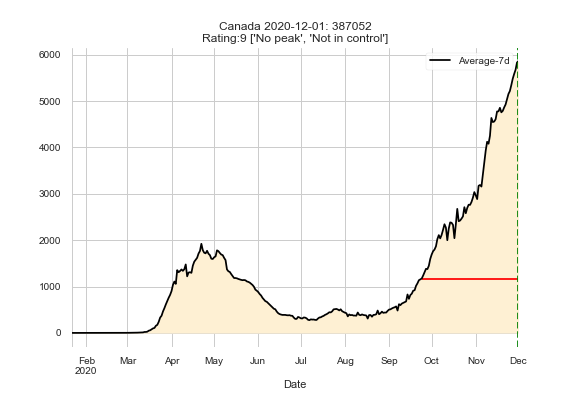 Canada 2020-12-01: 387052
Rating:9 ['No peak', 'Not in control']
Average-7d
6000
5000
4000
3000
2000
1000
0
Feb Mar Apr May Jun Jul Aug Sep Oct Nov Dec
2020
Date